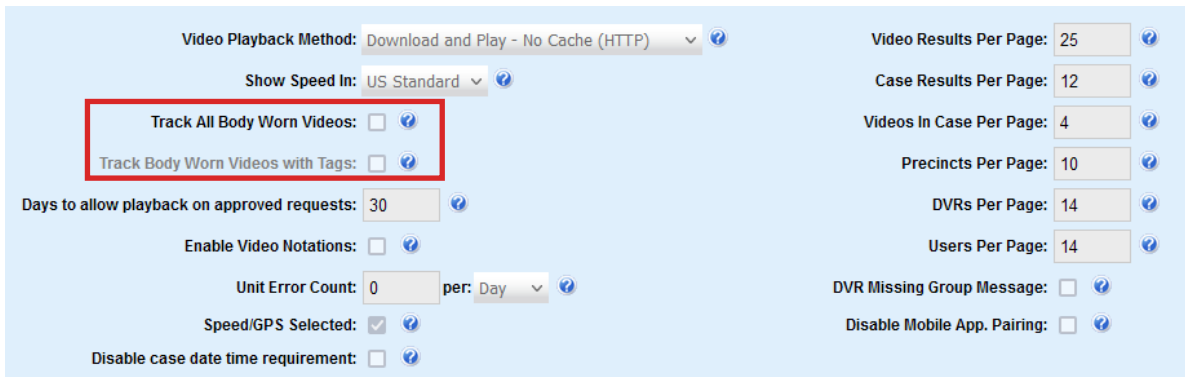 Video Playback Method: Download and Play - No Cache (HTTP)
Show Speed In: US Standard
Track All Body Worn Videos:
Track Body Worn Videos with Tags:
Days to allow playback on approved requests: 30
Enable Video Notations:
Unit Error Count: 0 per: Day
Speed/GPS Selected:
Disable case date time requirement:
Video Results Per Page: 25
Case Results Per Page: 12
Videos In Case Per Page: 4
Precincts Per Page: 10
DVRs Per Page: 14
Users Per Page: 14
DVR Missing Group Message:
Disable Mobile App. Pairing: